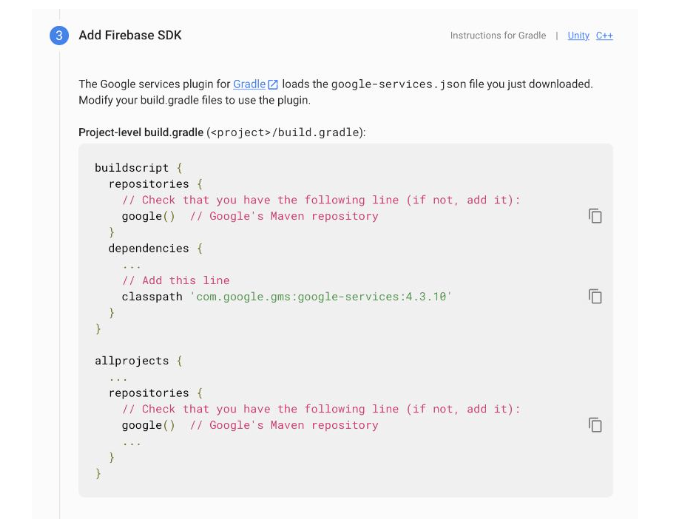 3 Add Firebase SDK Instructions for Gradle | Unity C++
The Google services plugin for Gradle loads the google-services.json file you just downloaded.
Modify your build.gradle files to use the plugin.
Project-level build.gradle (<project>/build.gradle):
buildscript {
  repositories {
    // Check that you have the following line (if not, add it):
    google()  // Google's Maven repository
  }
  dependencies {
    ...
    // Add this line
    classpath 'com.google.gms:google-services:4.3.10'
  }
}
allprojects {
  ...
  repositories {
    // Check that you have the following line (if not, add it):
    google()  // Google's Maven repository
    ...
  }
}